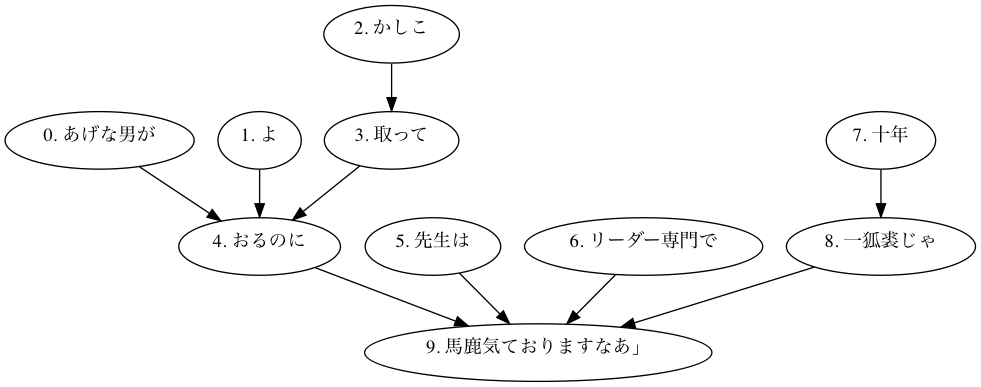 2. かしこ
0. あげな男が
1. よ
3. 取って
7. 十年
4. おるのに
5. 先生は
6. リーダー専門で
8. 一狐裘じゃ
9. 馬鹿気ておりますなあ」